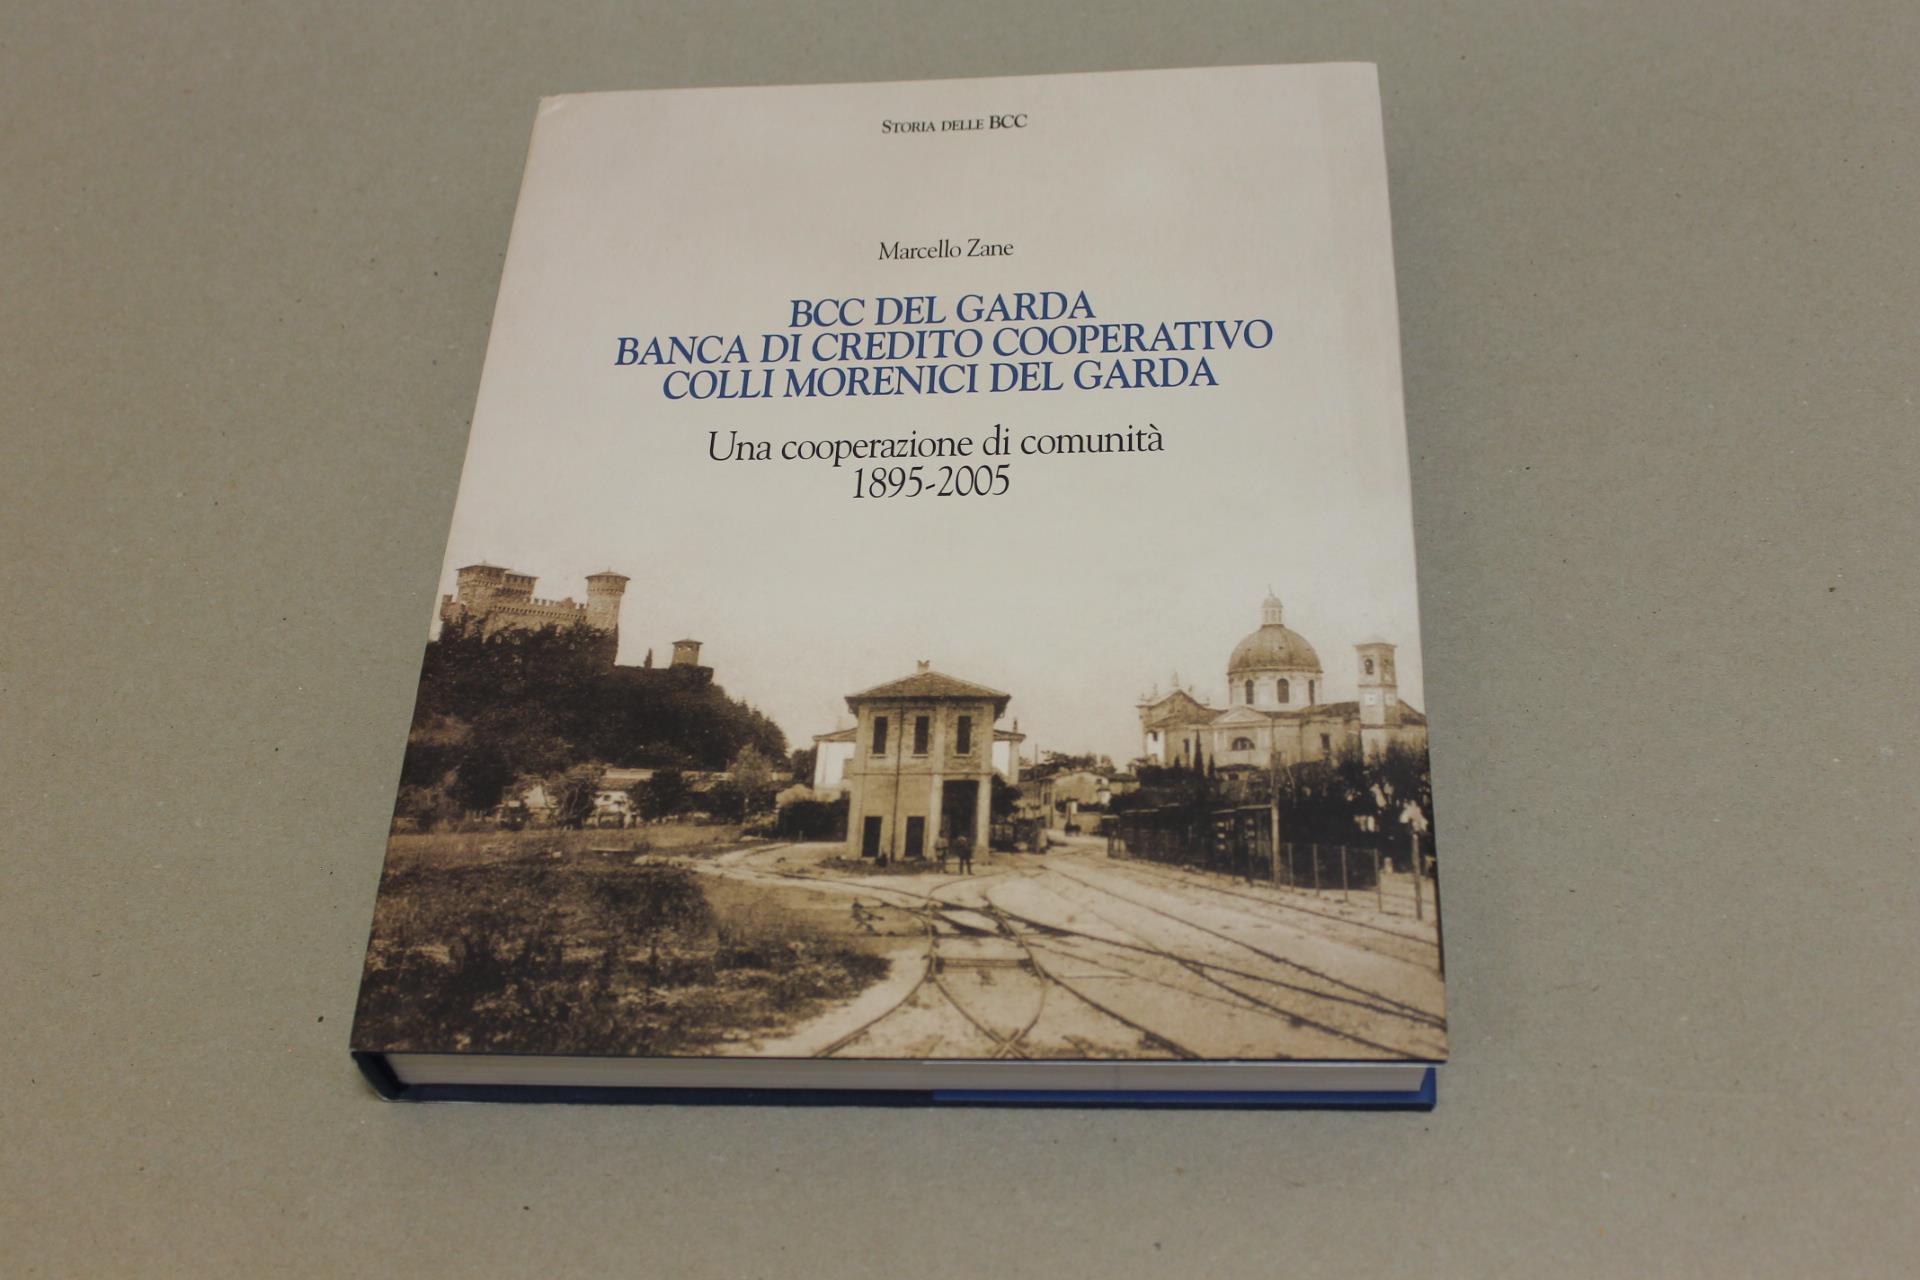 STORIA DELLE BCC
Marcello Zane
BCC DEL GARDA
BANCA DI CREDITO COOPERATIVO
COLLI MORENICI DEL GARDA
Una cooperazione di comunità
1895-2005